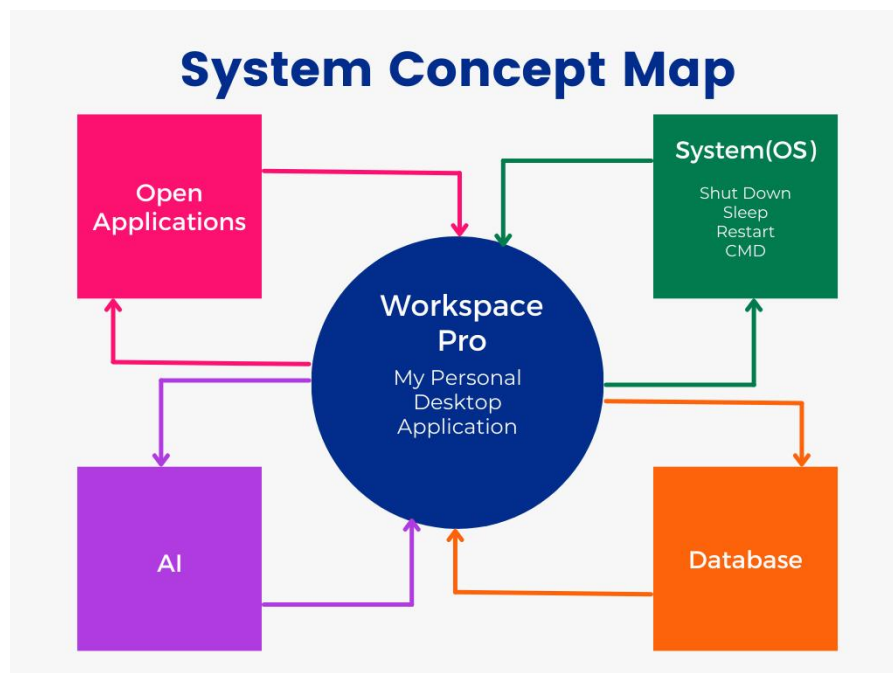 System Concept Map
Open
Applications
System(OS)
Shut Down
Sleep
Restart
CMD
Workspace
Pro
My Personal
Desktop
Application
AI
Database